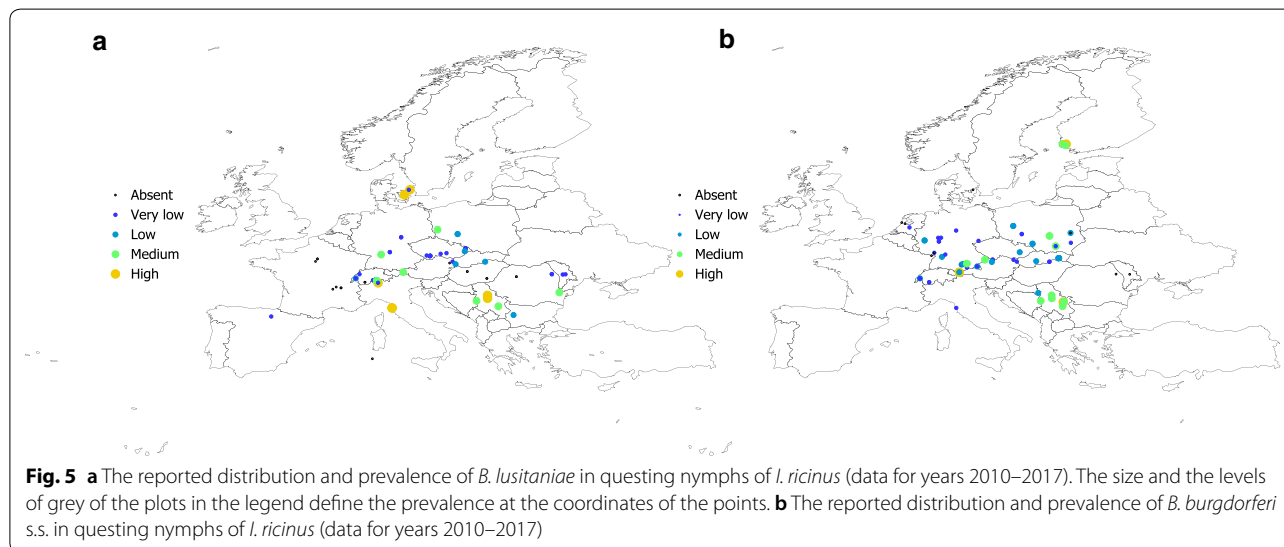 a
b
Absent
Very low
Low
Medium
High
Absent
Very low
Low
Medium
High
Fig. 5 a The reported distribution and prevalence of B. lusitaniae in questing nymphs of I. ricinus (data for years 2010–2017). The size and the levels
of grey of the plots in the legend define the prevalence at the coordinates of the points. b The reported distribution and prevalence of B. burgdorferi
s.s. in questing nymphs of I. ricinus (data for years 2010–2017)